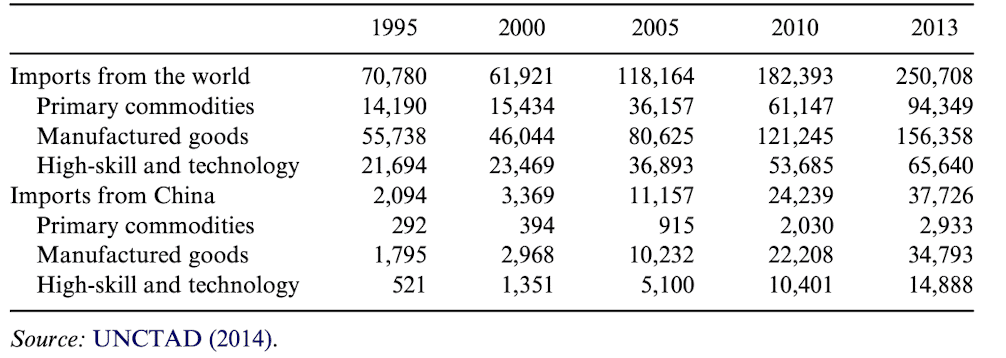 1995 2000 2005 2010 2013
Imports from the world 70,780 61,921 118,164 182,393 250,708
Primary commodities 14,190 15,434 36,157 61,147 94,349
Manufactured goods 55,738 46,044 80,625 121,245 156,358
High-skill and technology 21,694 23,469 36,893 53,685 65,640
Imports from China 2,094 3,369 11,157 24,239 37,726
Primary commodities 292 394 915 2,030 2,933
Manufactured goods 1,795 2,968 10,232 22,208 34,793
High-skill and technology 521 1,351 5,100 10,401 14,888
Source: UNCTAD (2014).